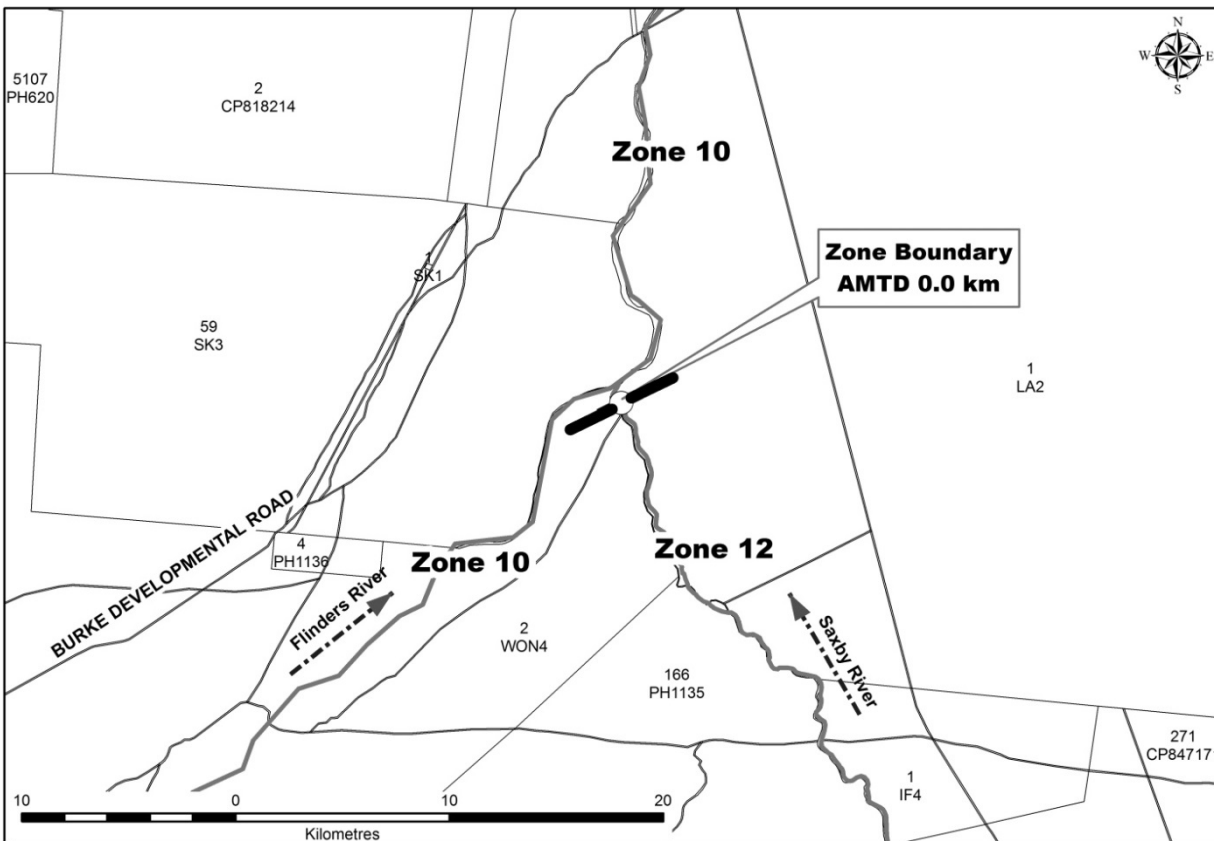 N
W
E
S
5107
PH620
2
CP818214
Zone 10
Zone Boundary
AMTD 0.0 km
1
SK1
59
SK3
1
LA2
BURKE DEVELOPMENTAL ROAD
4
PH1136
Zone 10
Zone 12
Flinders River
Saxby River
2
WON4
166
PH1135
271
CP847171
1
IF4
10
0
10
20
Kilometres